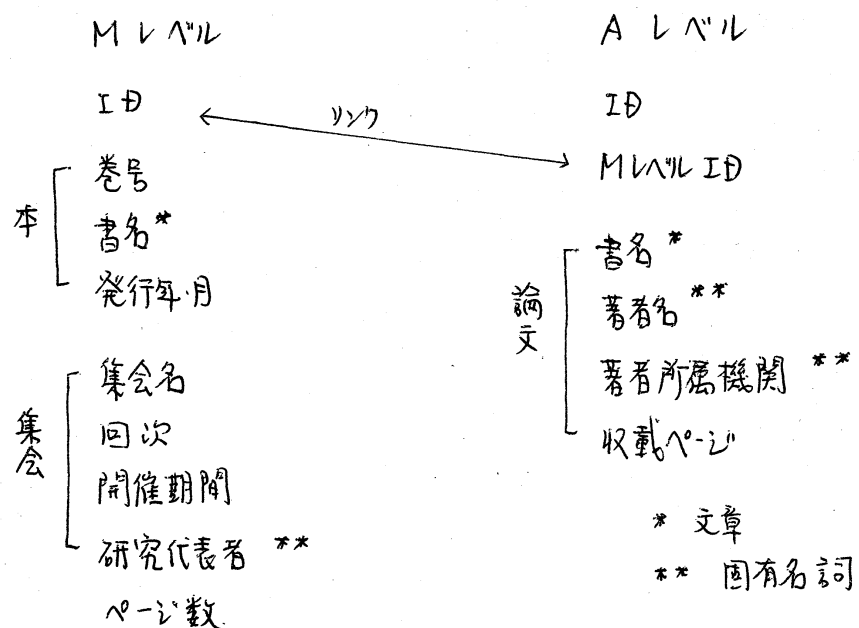 Mレベル
ID
巻号
書名*
発行年・月
本
集会名
回次
開催期間
研究代表者 **
集会
ページ数
リンク
Aレベル
ID
MレベルID
書名*
著者名**
著者所属機関 **
収載ページ
論文
* 文章
** 固有名詞